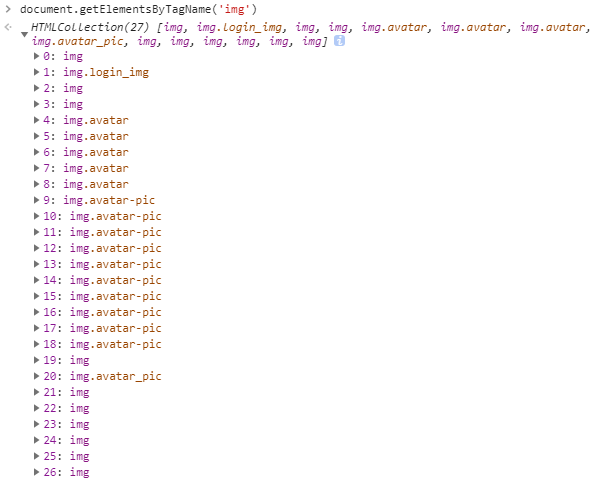 document.getElementsByTagName('img')
HTMLCollection(27) [img, img.login_img, img, img, img.avatar, img.avatar, img.avatar,
img.avatar_pic, img, img, img, img, img, img] i
0: img
1: img.login_img
2: img
3: img
4: img.avatar
5: img.avatar
6: img.avatar
7: img.avatar
8: img.avatar
9: img.avatar-pic
10: img.avatar-pic
11: img.avatar-pic
12: img.avatar-pic
13: img.avatar-pic
14: img.avatar-pic
15: img.avatar-pic
16: img.avatar-pic
17: img.avatar-pic
18: img.avatar-pic
19: img
20: img.avatar_pic
21: img
22: img
23: img
24: img
25: img
26: img